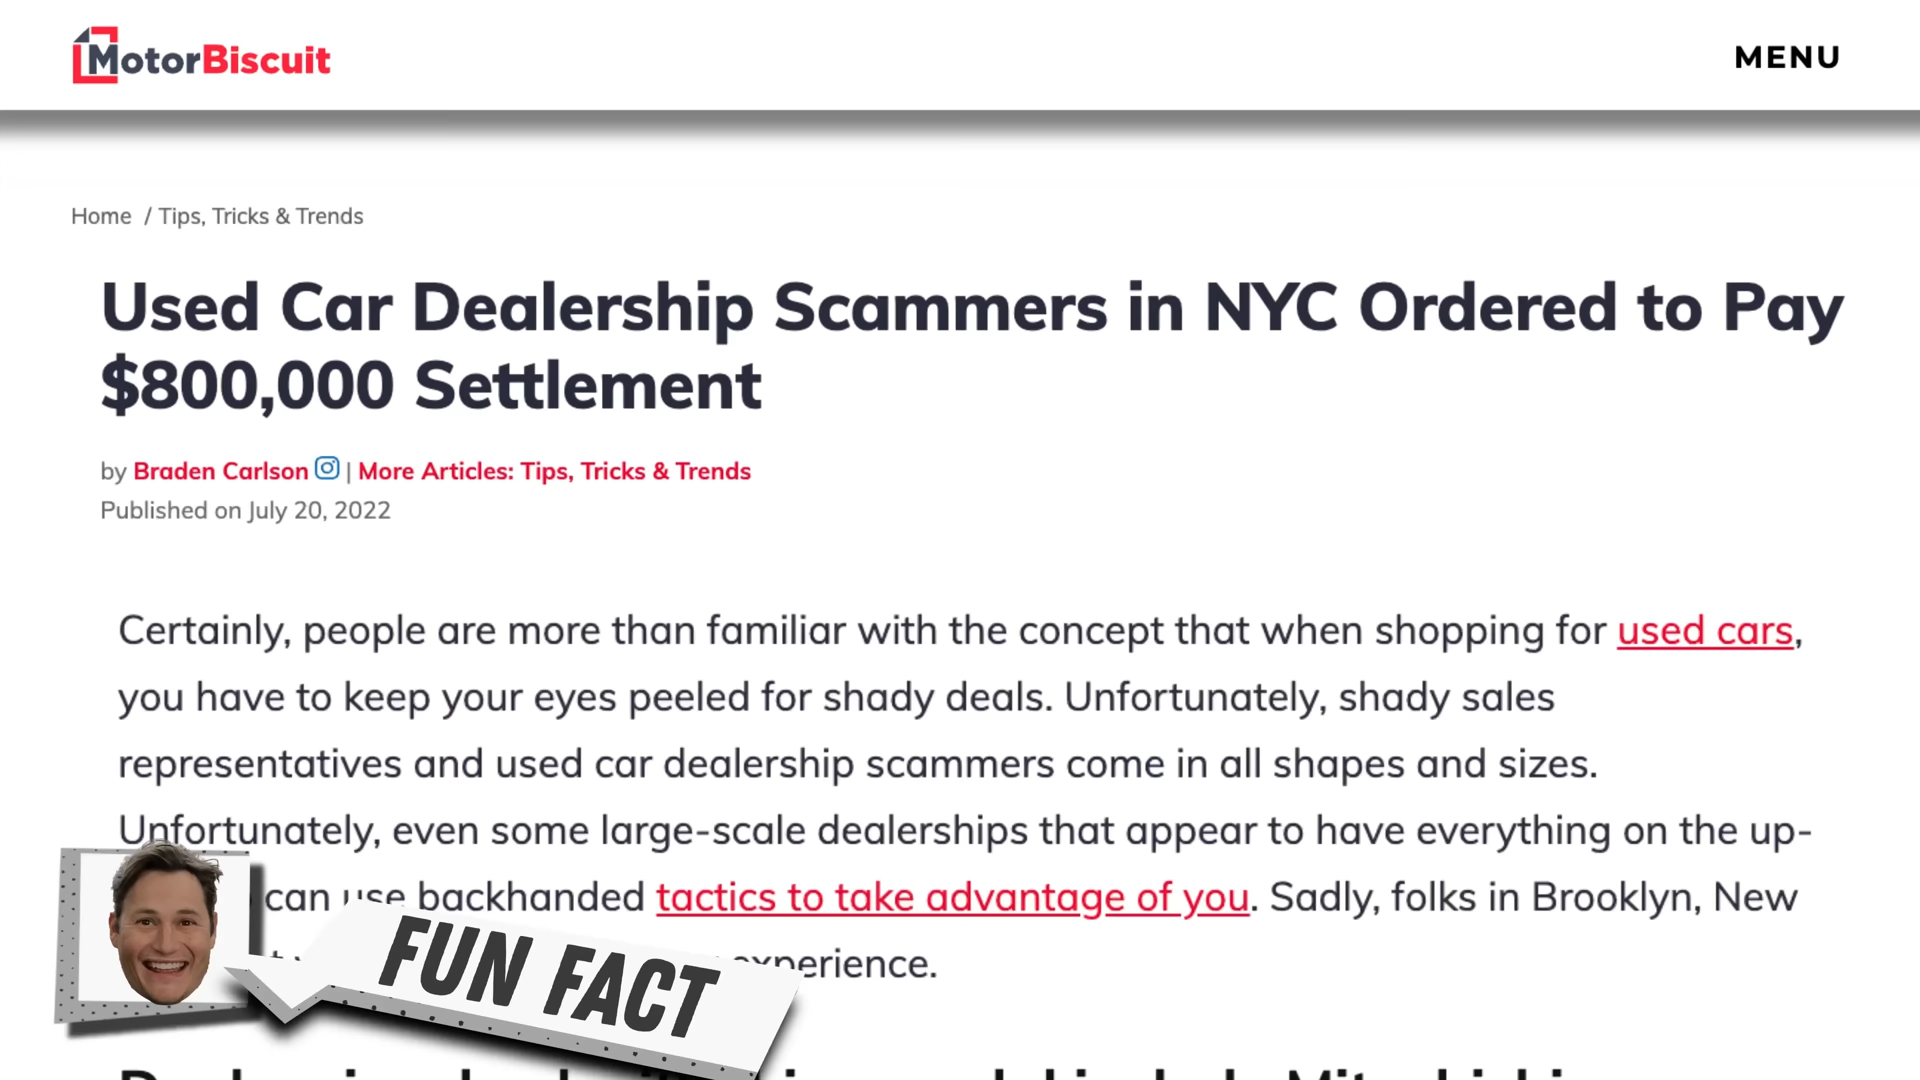 MotorBiscuit
MENU
Home / Tips, Tricks & Trends
Used Car Dealership Scammers in NYC Ordered to Pay
$800,000 Settlement
by Braden Carlson | More Articles: Tips, Tricks & Trends
Published on July 20, 2022
Certainly, people are more than familiar with the concept that when shopping for used cars,
you have to keep your eyes peeled for shady deals. Unfortunately, shady sales
representatives and used car dealership scammers come in all shapes and sizes.
Unfortunately, even some large-scale dealerships that appear to have everything on the up-
can use backhanded tactics to take advantage of you. Sadly, folks in Brooklyn, New
experience.
FUN FACT